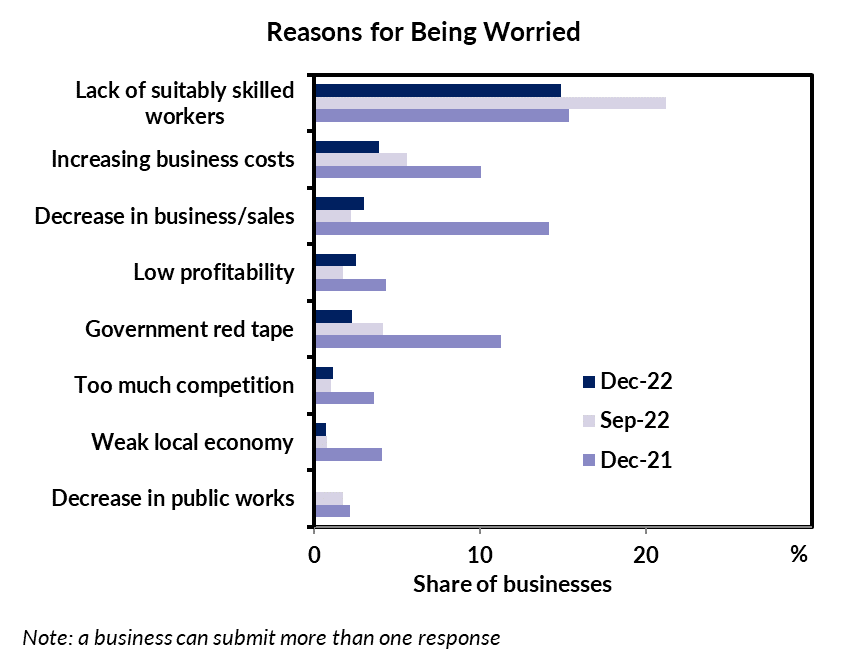 Reasons for Being Worried
Lack of suitably skilled
workers
Increasing business costs
Decrease in business/sales
Low profitability
Government red tape
Too much competition
Weak local economy
Decrease in public works
Dec-22
Sep-22
Dec-21
0 10 20 %
Share of businesses
Note: a business can submit more than one response